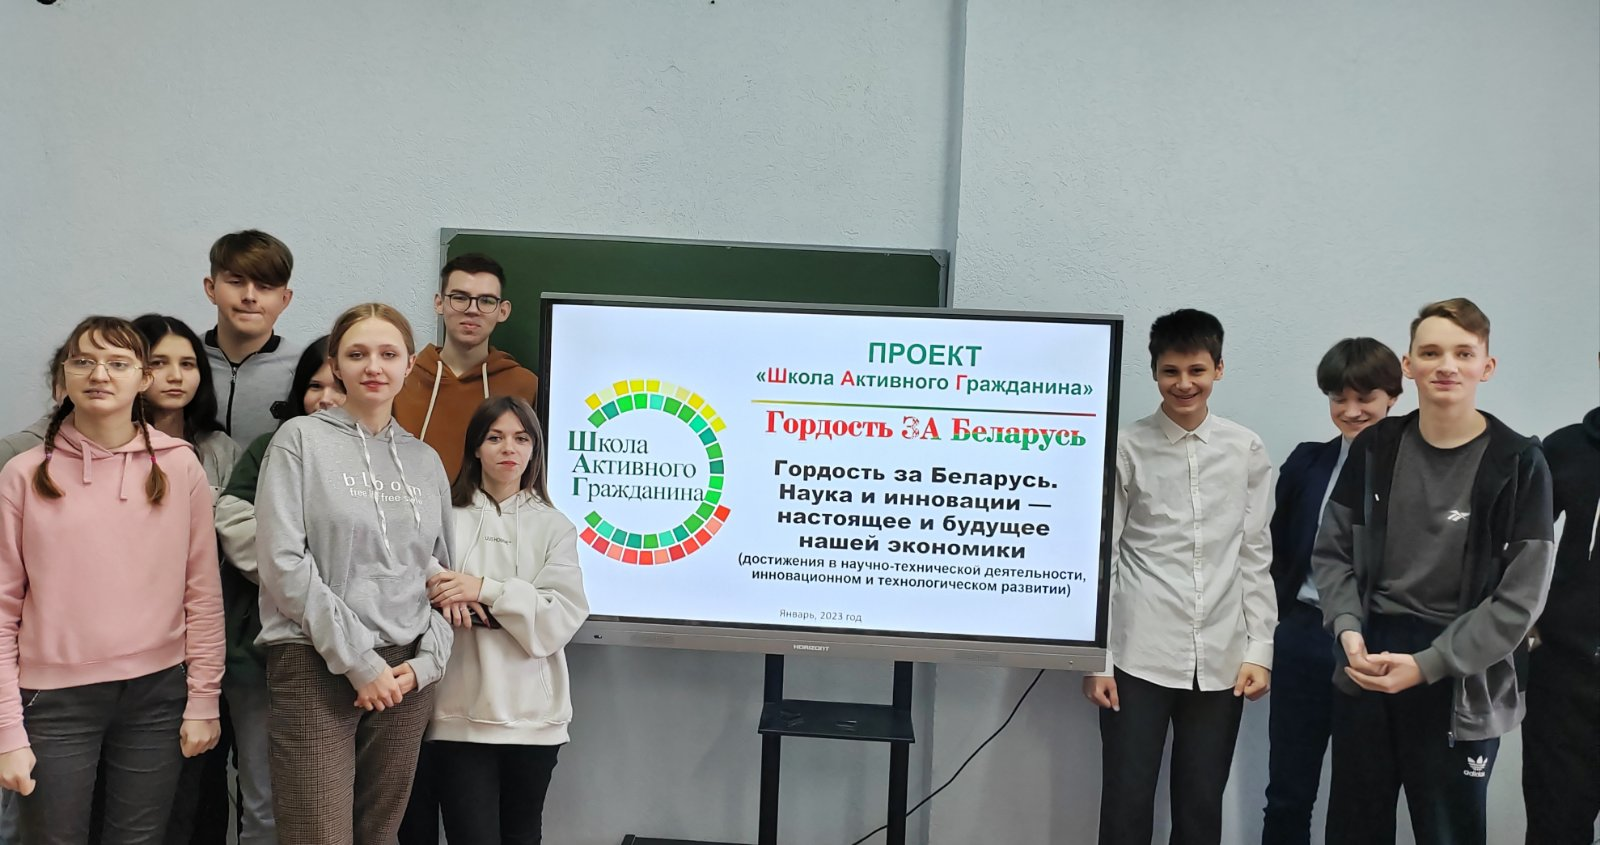 ПРОЕКТ
«Школа Активного Гражданина»
Гордость ЗА Беларусь
Школа
Активного
Гражданина
Гордость за Беларусь.
Наука и инновации —
настоящее и будущее
нашей экономики
(достижения в научно-технической деятельности,
инновационном и технологическом развитии)
Январь, 2023 год
HORIZONT
bloom
adidas